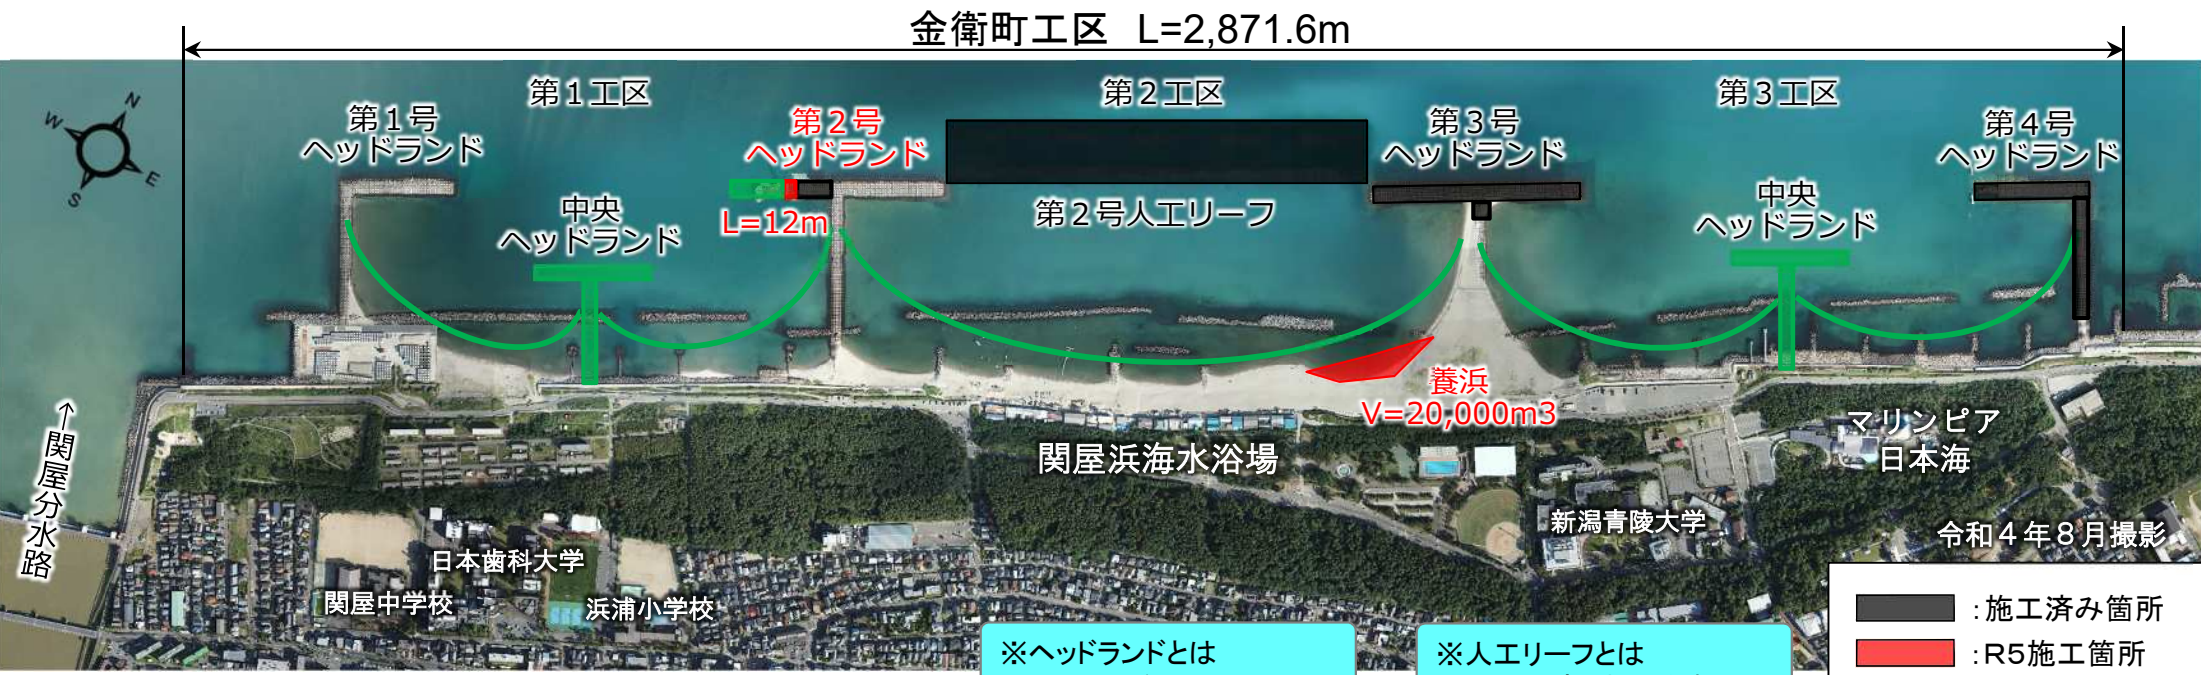 金衛町工区 L=2,871.6m
第１工区
第２工区
第３工区
N
W
E
S
第１号
ヘッドランド
第２号
ヘッドランド
第３号
ヘッドランド
第４号
ヘッドランド
中央
ヘッドランド
L=12m
第２号人工リーフ
中央
ヘッドランド
養浜
V=20,000m3
←関屋分水路
関屋浜海水浴場
マリンピア
日本海
日本歯科大学
関屋中学校
浜浦小学校
新潟青陵大学
令和４年８月撮影
：施工済み箇所
：R5施工箇所
※ヘッドランドとは
※人工リーフとは